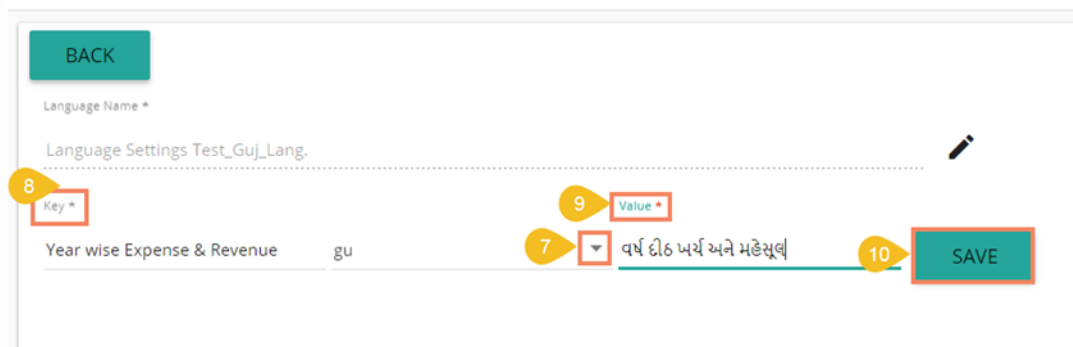 BACK
Language Name *
Language Settings Test_Guj_Lang.
8
Key *
9
Value *
Year wise Expense & Revenue
gu
7
વર્ષ દીઠ ખર્ચ અને મહેસૂલ
10
SAVE